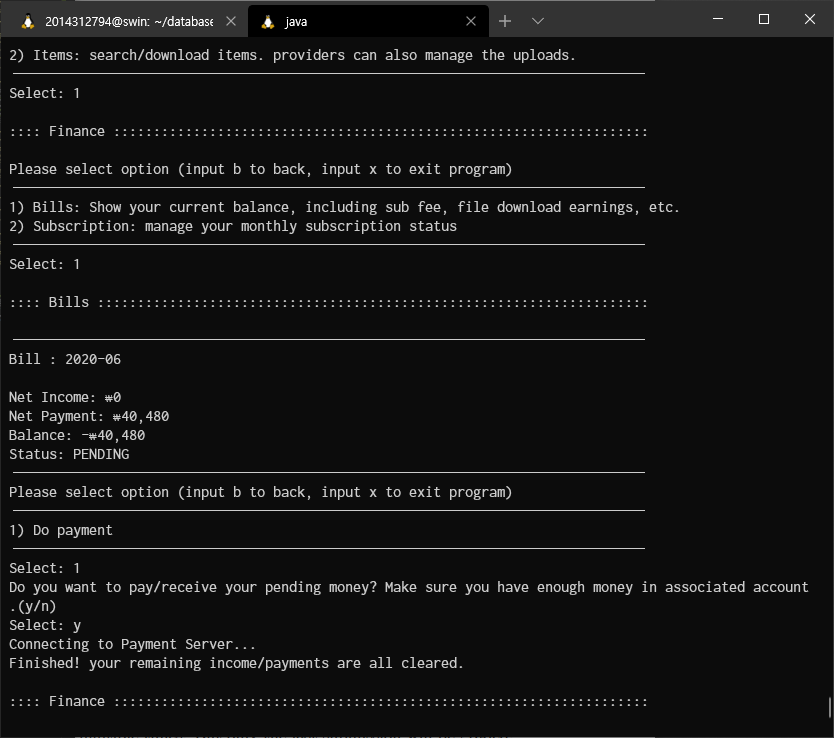 2014312794@swin: ~/database
java
2) Items: search/download items. providers can also manage the uploads.
Select: 1
:::: Finance :::::::::::::::::::::::::::::::::::::::::::::::::::::::::::::::::::
Please select option (input b to back, input x to exit program)
1) Bills: Show your current balance, including sub fee, file download earnings, etc.
2) Subscription: manage your monthly subscription status
Select: 1
:::: Bills :::::::::::::::::::::::::::::::::::::::::::::::::::::::::::::::::::::
Bill : 2020-06
Net Income: ₩0
Net Payment: ₩40,480
Balance: -₩40,480
Status: PENDING
Please select option (input b to back, input x to exit program)
1) Do payment
Select: 1
Do you want to pay/receive your pending money? Make sure you have enough money in associated account
.(y/n)
Select: y
Connecting to Payment Server...
Finished! your remaining income/payments are all cleared.
:::: Finance :::::::::::::::::::::::::::::::::::::::::::::::::::::::::::::::::::